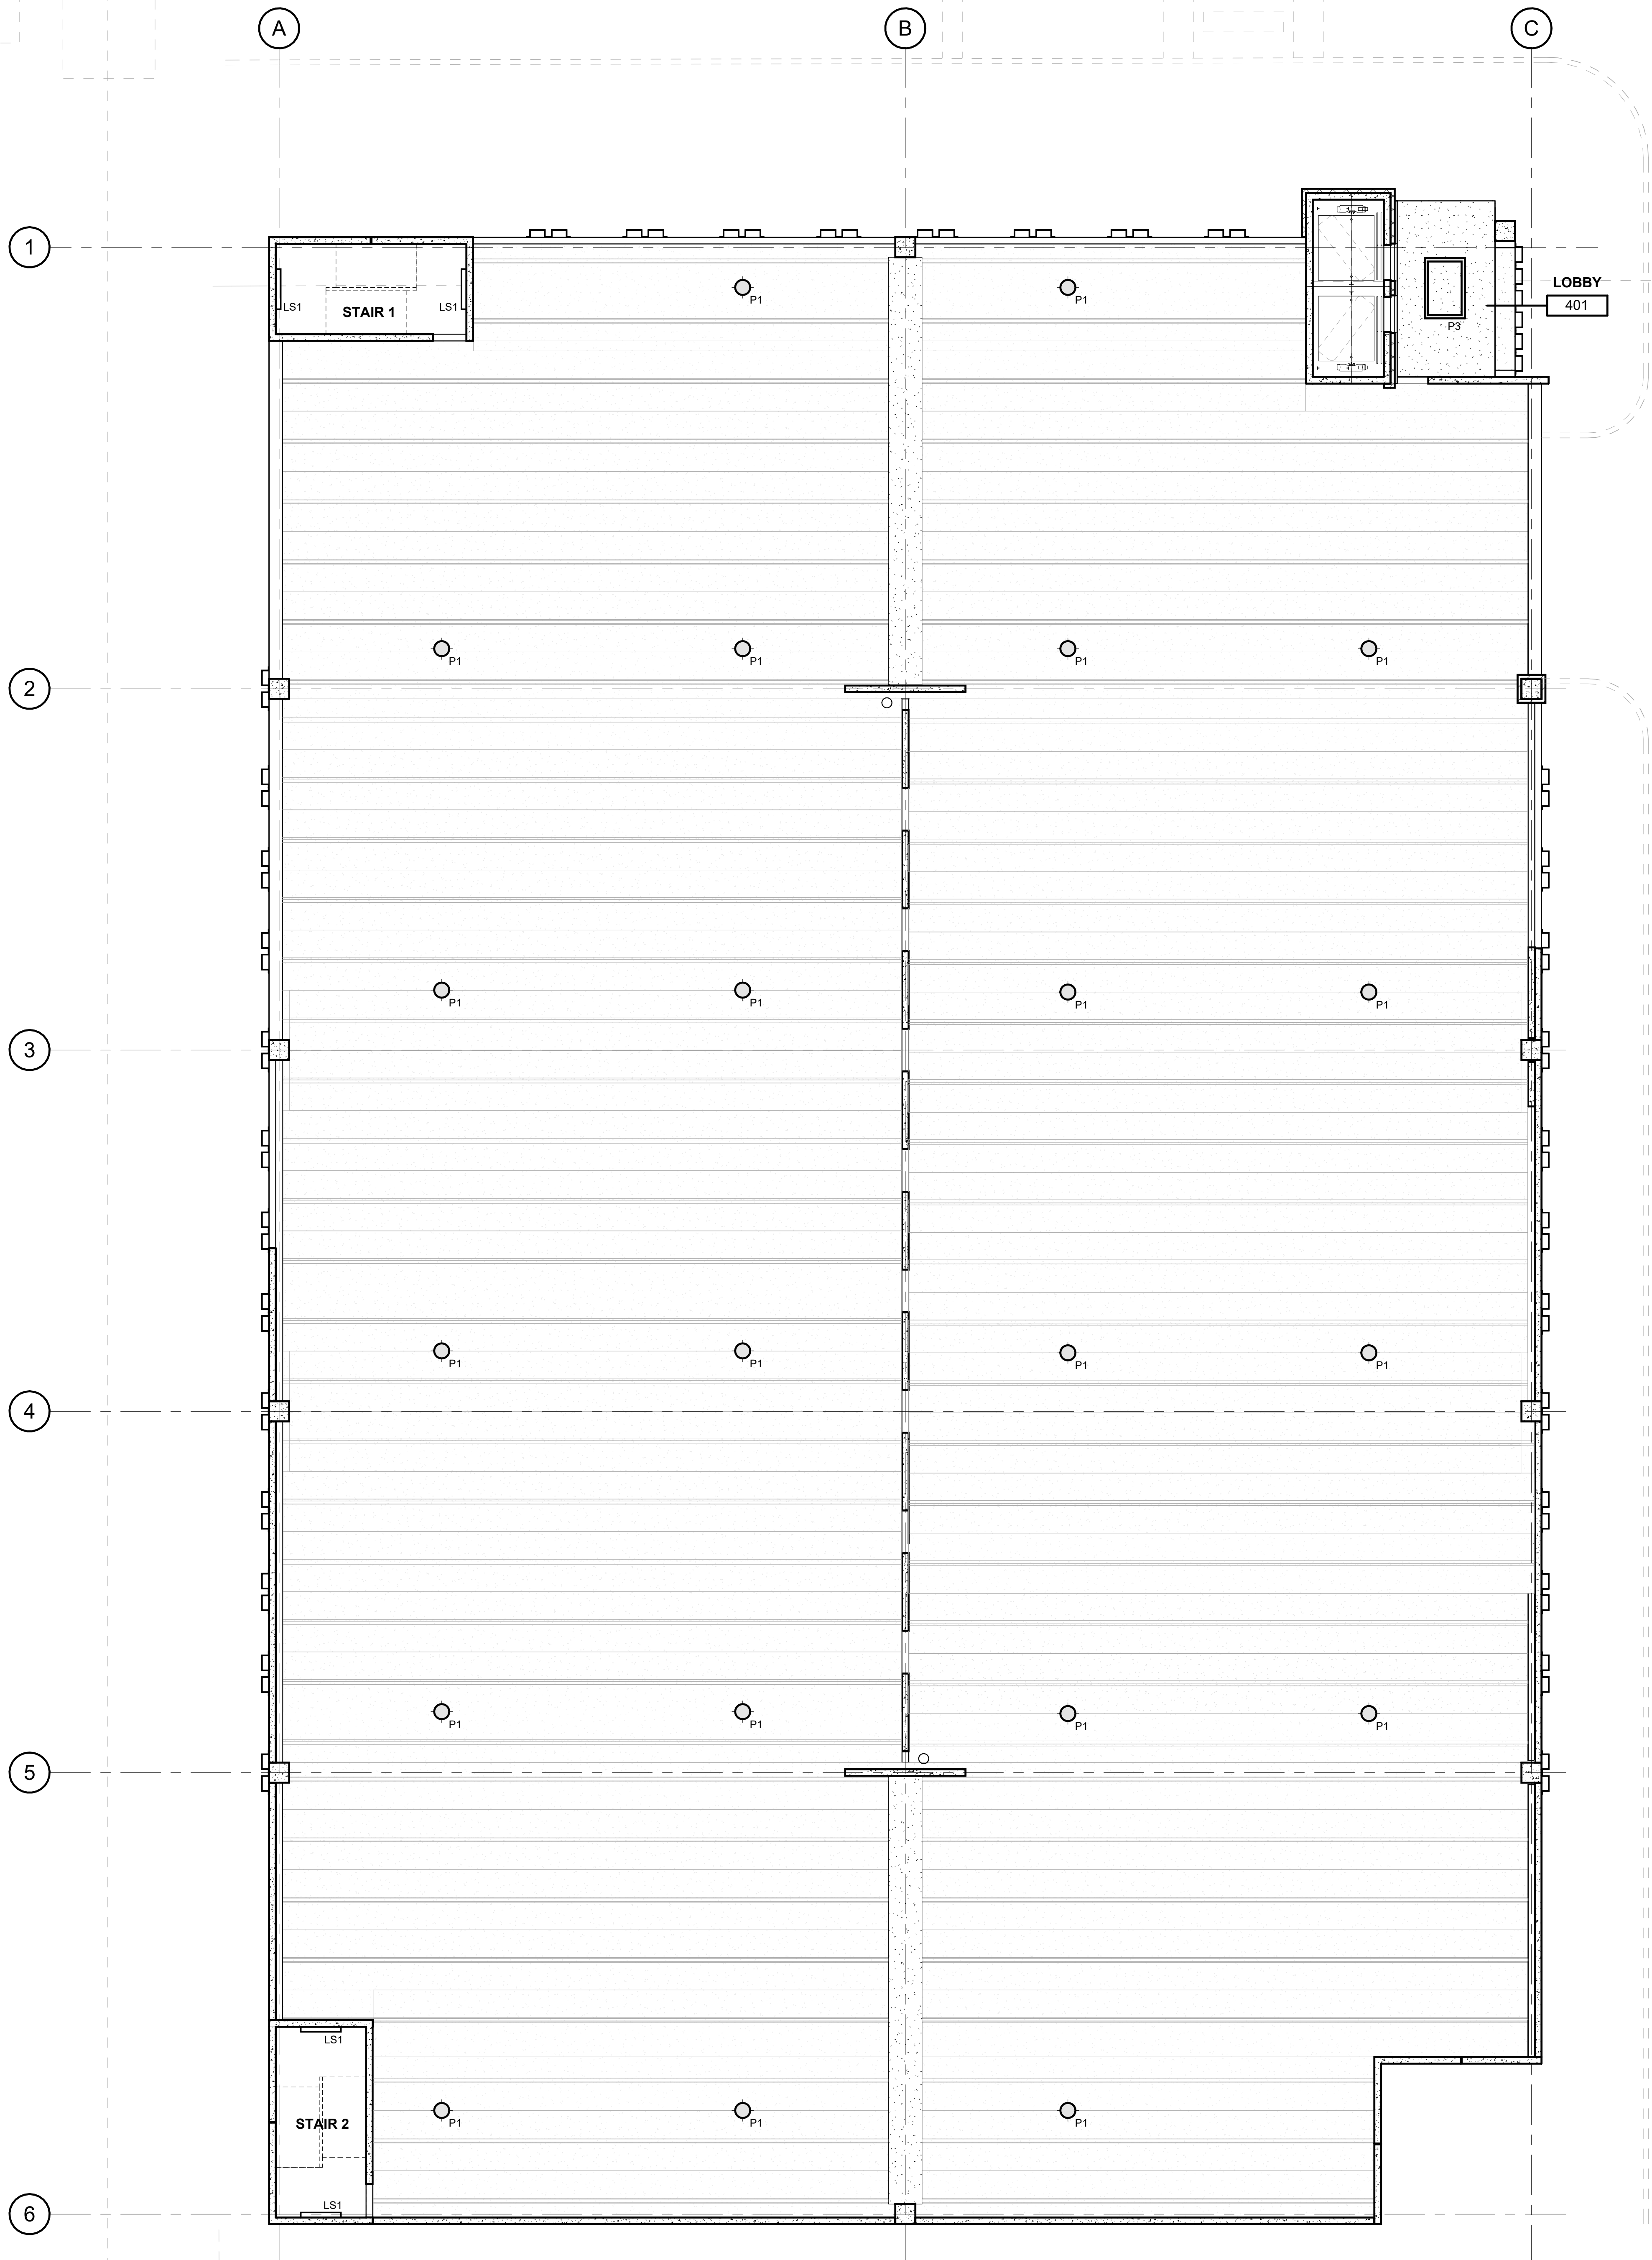 A B C
1
P1 P1
LOBBY
LS1 STAIR 1 LS1
401
P3
P1 P1 P1 P1
2
P1 P1 P1 P1
3
P1 P1 P1 P1
4
P1 P1 P1 P1
5
LS1
P1 P1 P1
STAIR 2
LS1
6